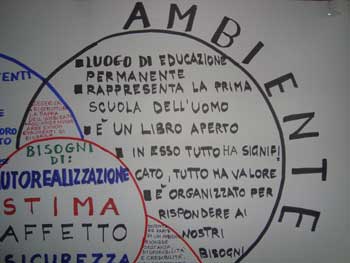 AMBIENTE
■ LUOGO DI EDUCAZIONE
PERMANENTE
■ RAPPRESENTA LA PRIMA
SCUOLA DELL'UOMO
■ É UN LIBRO APERTO
■ IN ESSO TUTTO HA SIGNIFI
CATO, TUTTO HA VALORE
■ É ORGANIZZATO PER
RISPONDERE AI
NOSTRI
BISOGNI
BISOGNI
DI:
AUTOREALIZZAZIONE
STIMA
AFFETTO
SICUREZZA